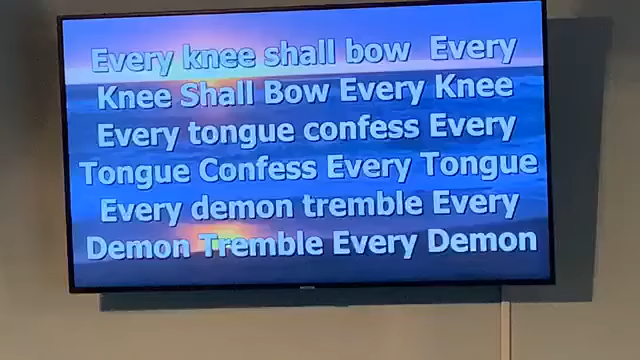 Every knee shall bow Every
Knee Shall Bow Every Knee
Every tongue confess Every
Tongue Confess Every Tongue
Every demon tremble Every
Demon Tremble Every Demon